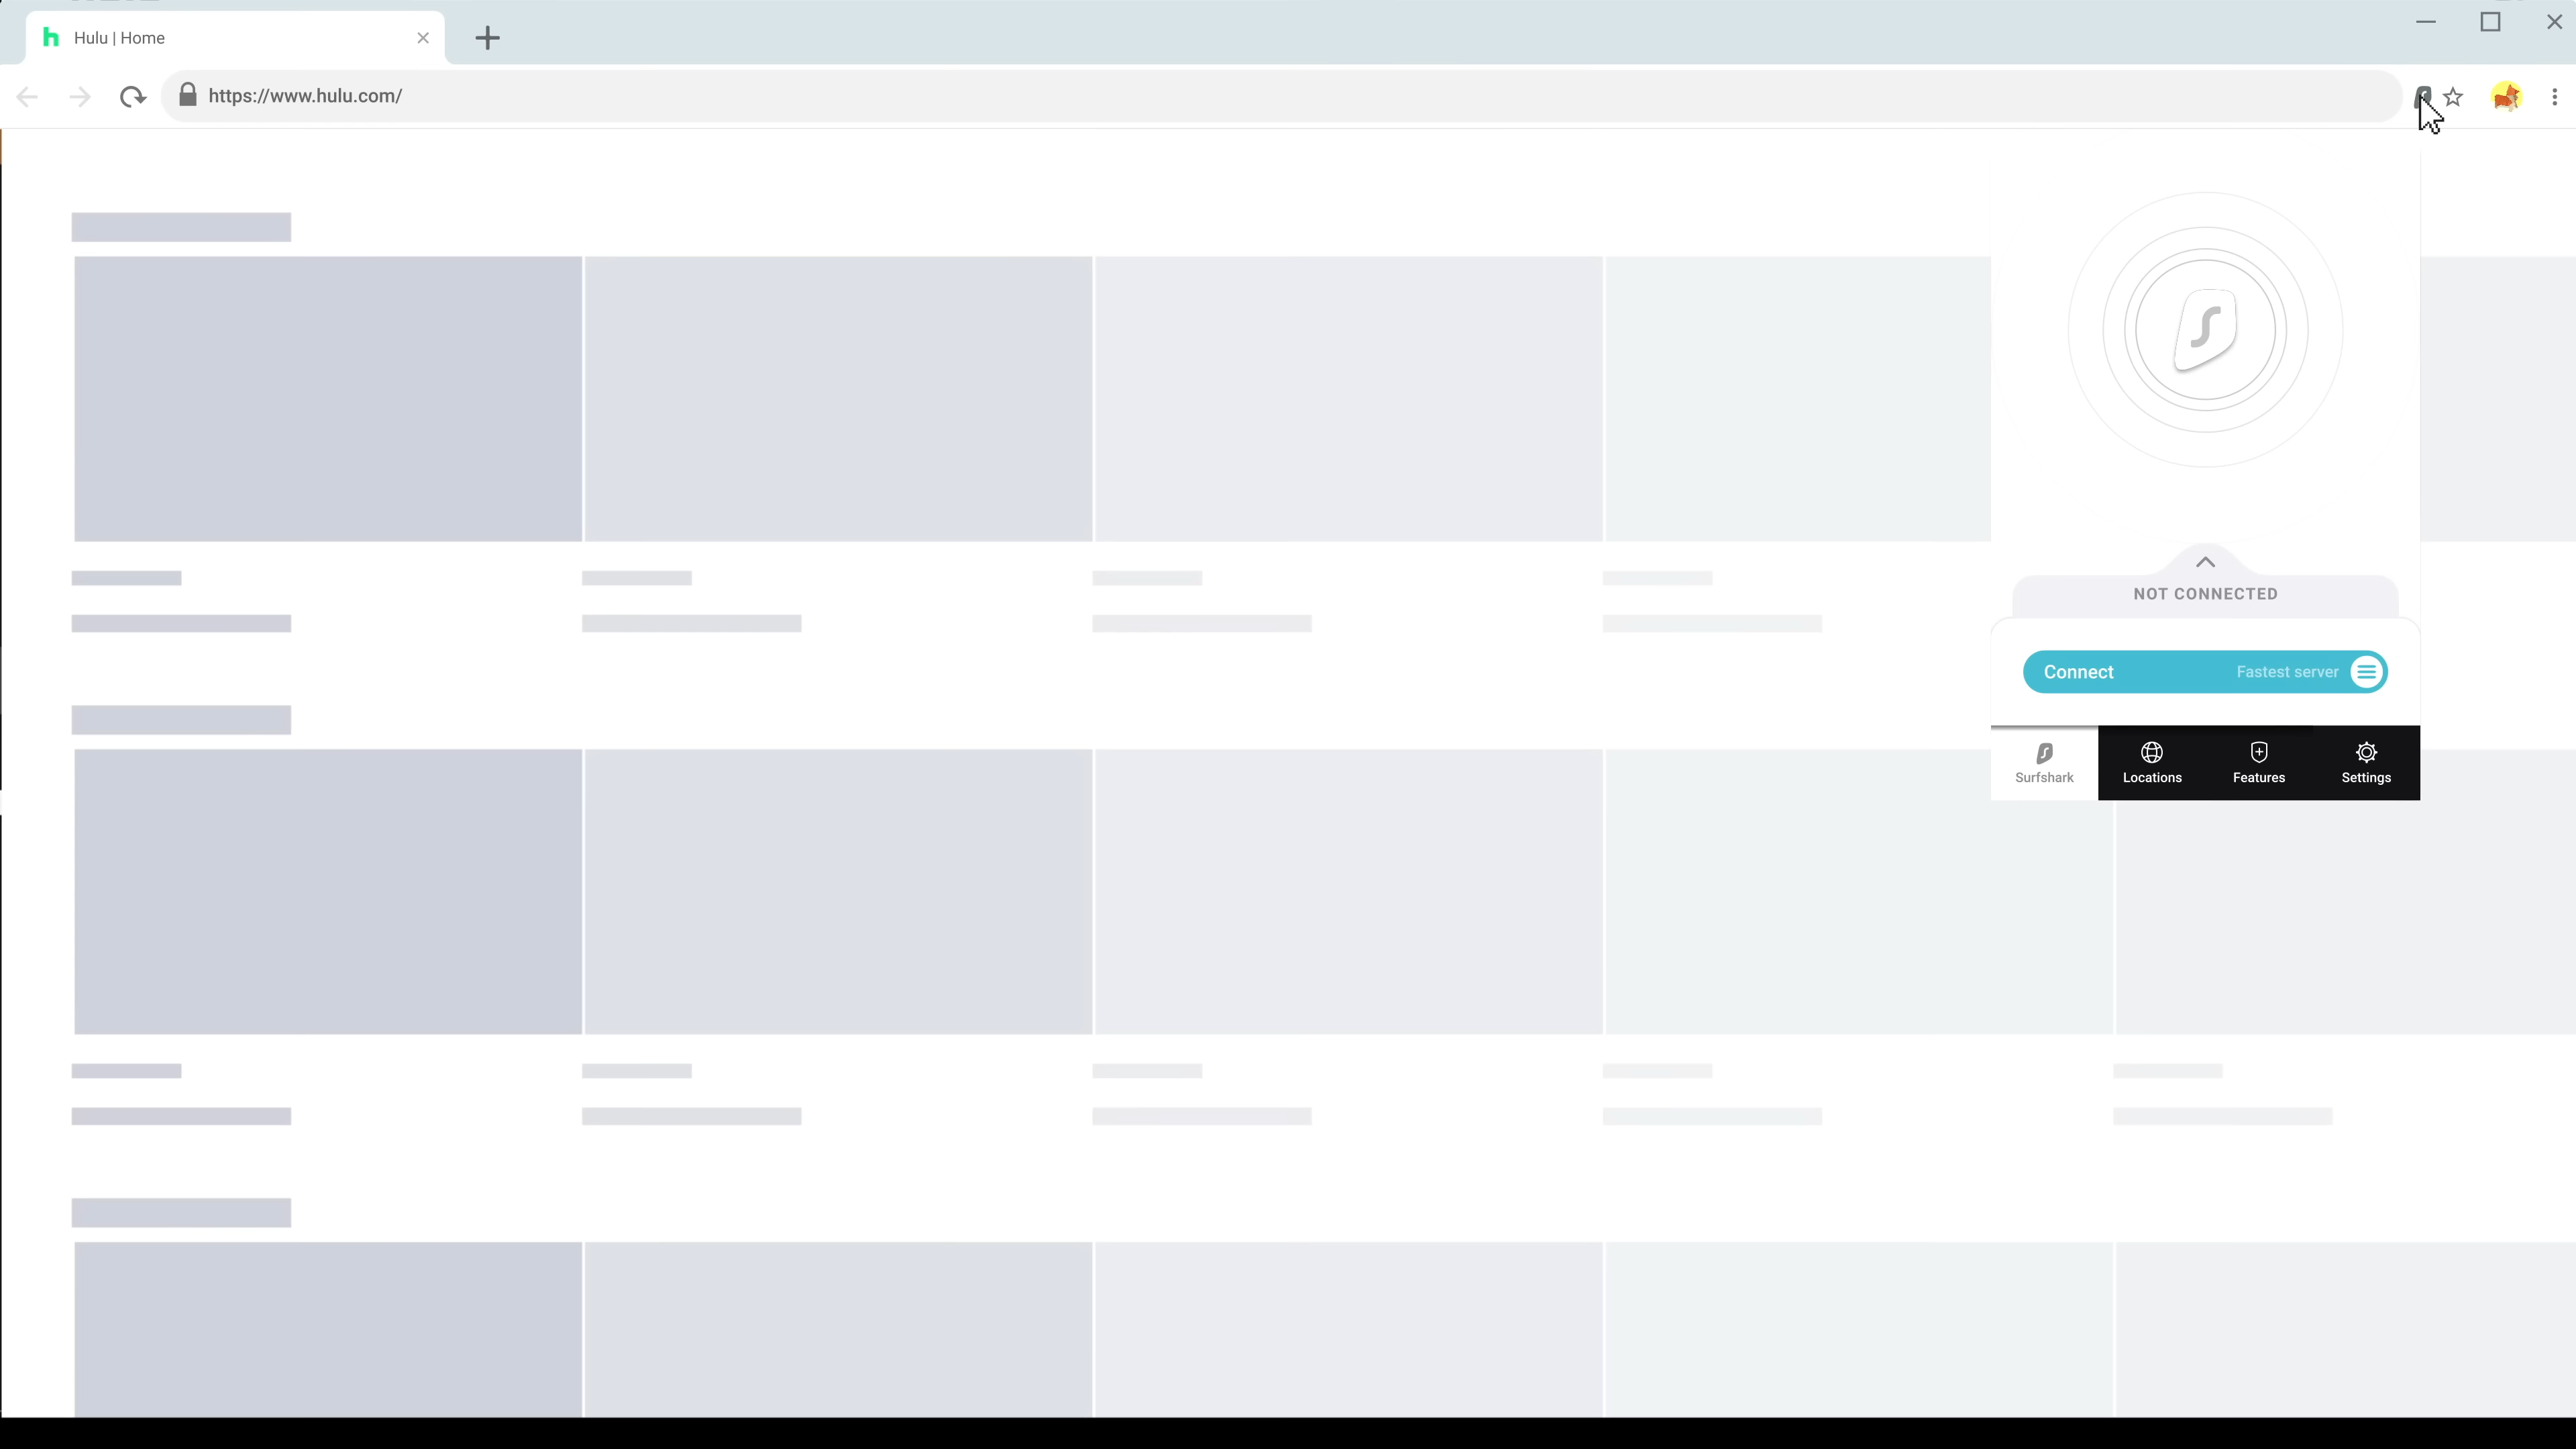 Hulu | Home
https://www.hulu.com/
NOT CONNECTED
Connect
Fastest server
Surfshark
Locations
Features
Settings